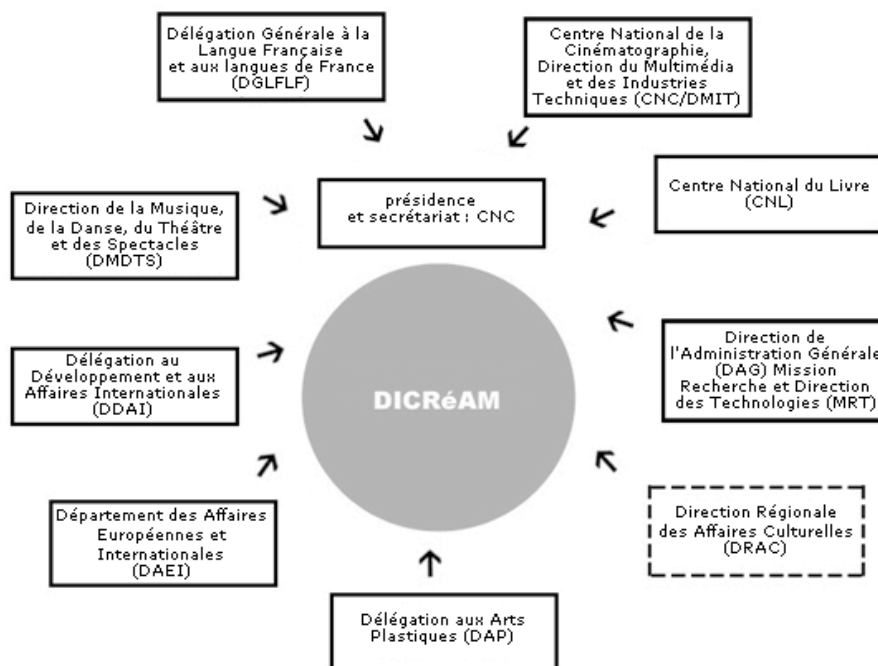 Délégation Générale à la
Langue Française
et aux langues de France
(DGLFLF)
Centre National de la
Cinématographie,
Direction du Multimédia
et des Industries
Techniques (CNC/DMIT)
présidence
et secrétariat : CNC
Centre National du Livre
(CNL)
Direction de la Musique,
de la Danse, du Théâtre
et des Spectacles
(DMDTS)
Direction de
l'Administration Générale
(DAG) Mission
Recherche et Direction
des Technologies (MRT)
Délégation au
Développement et aux
Affaires Internationales
(DDAI)
DICRéAM
Direction Régionale
des Affaires Culturelles
(DRAC)
Département des Affaires
Européennes et
Internationales
(DAEI)
Délégation aux Arts
Plastiques (DAP)